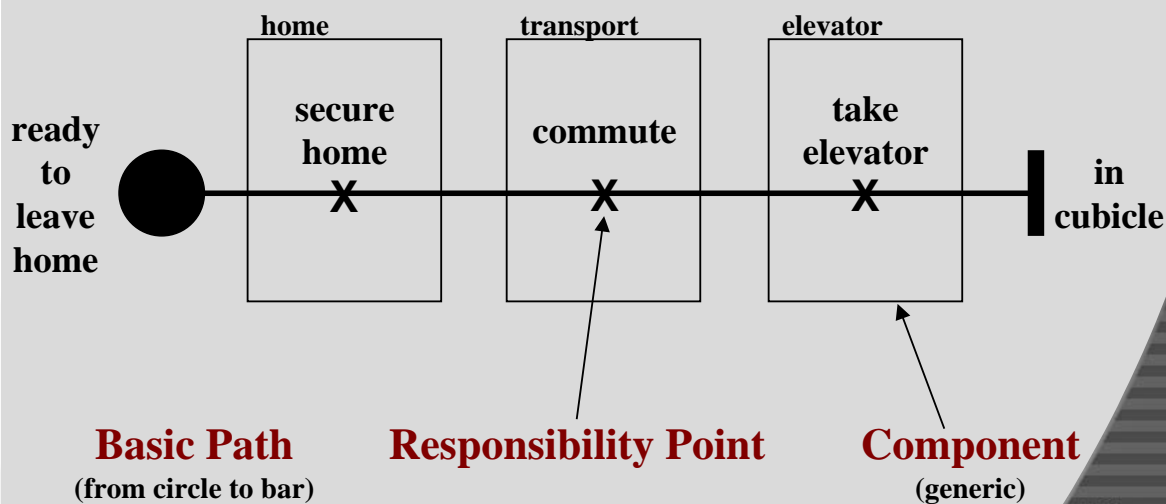 home
transport
elevator
ready
to
leave
home
secure
home
X
commute
X
take
elevator
X
in
cubicle
Basic Path
(from circle to bar)
Responsibility Point
Component
(generic)